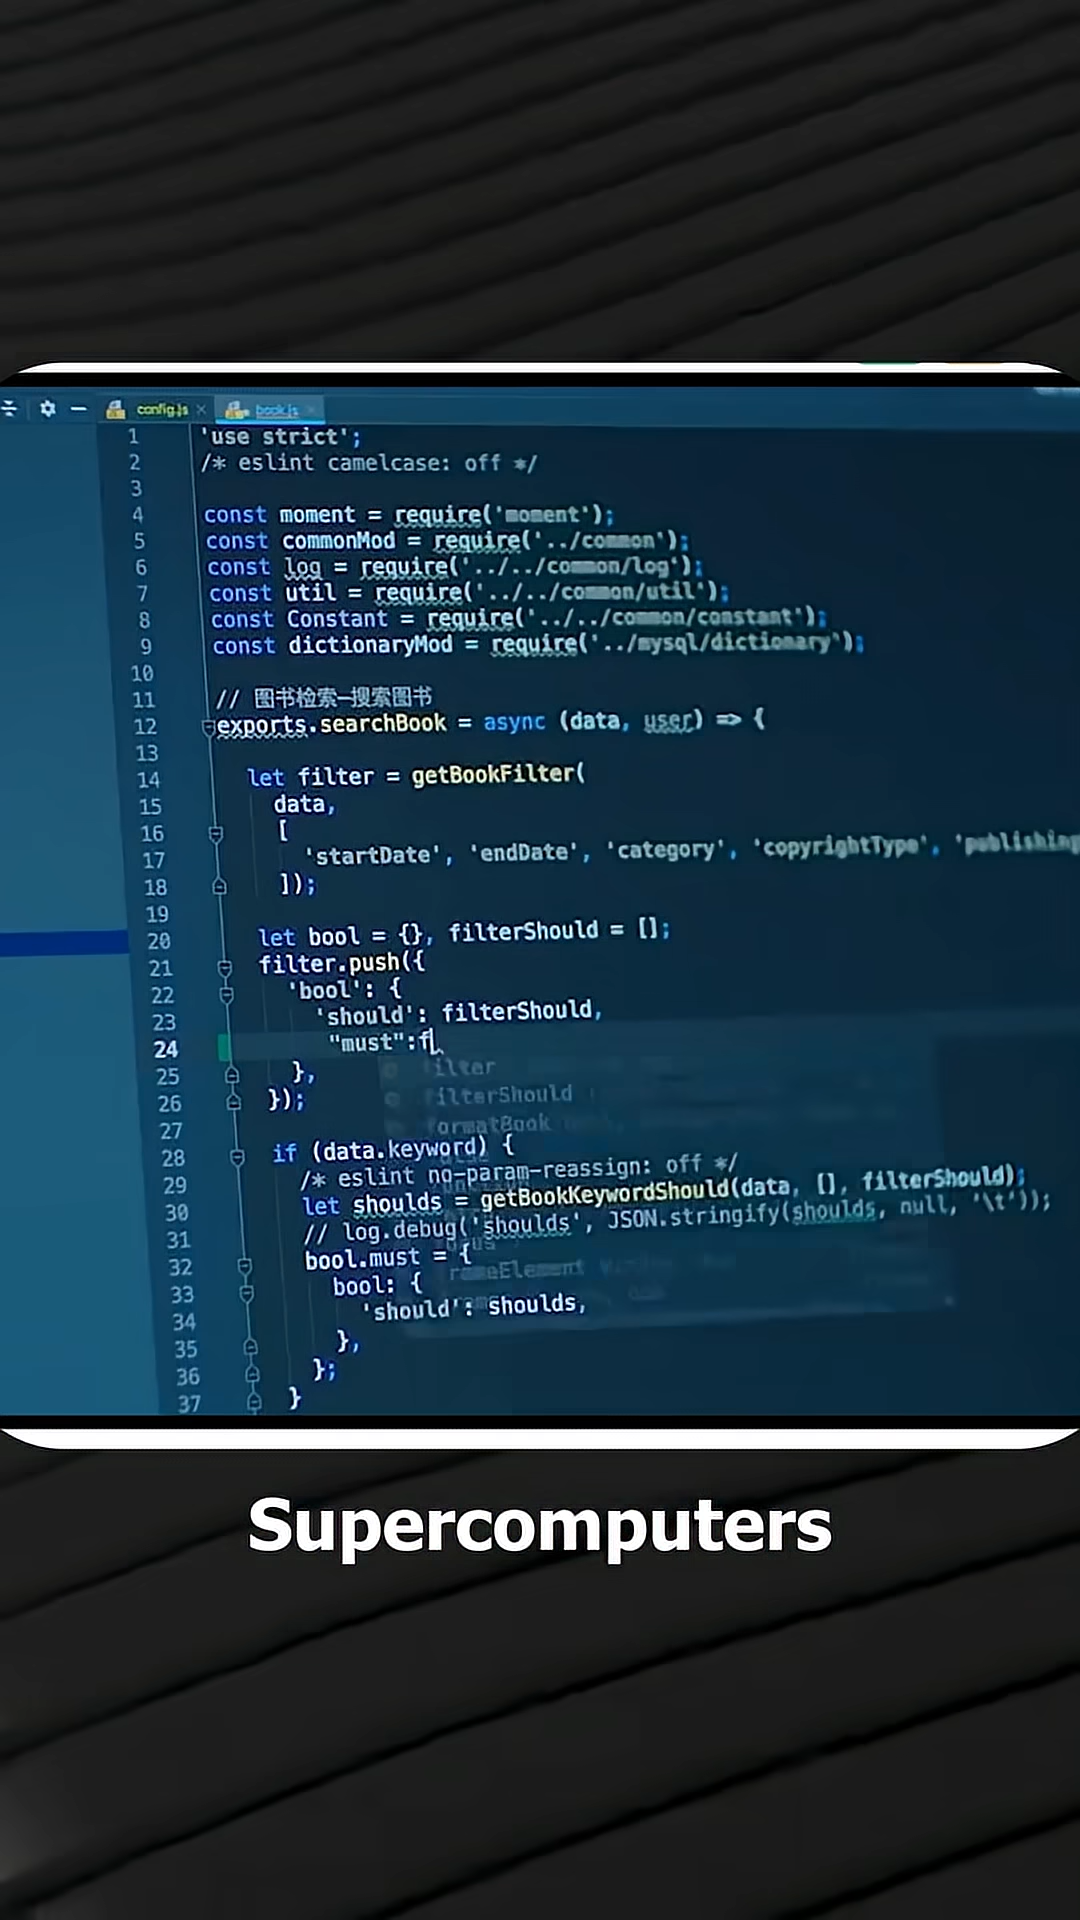 config.js
book.js
1 'use strict';
2 /* eslint camelcase: off */
3
4 const moment = require('moment');
5 const commonMod = require('../common');
6 const log = require('../../common/log');
7 const util = require('../../common/util');
8 const Constant = require('../../common/constant');
9 const dictionaryMod = require('../mysql/dictionary');
10
11 // 图书检索-搜索图书
12 exports.searchBook = async (data, user) => {
13
14 let filter = getBookFilter(
15 data,
16 [
17 'startDate', 'endDate', 'category', 'copyrightType', 'publishing
18 ]);
19
20 let bool = {}, filterShould = [];
21 filter.push({
22 'bool': {
23 'should': filterShould,
24 "must":f
filter
25 },
filterShould
26 });
formatBook
27
28 if (data.keyword) {
29 /* eslint no-param-reassign: off */
30 let shoulds = getBookKeywordShould(data, [], filterShould);
31 // log.debug('shoulds', JSON.stringify(shoulds, null, '\t'));
32 bool.must = {
33 bool: {
34 'should': shoulds,
35 },
36 };
37 }
Supercomputers